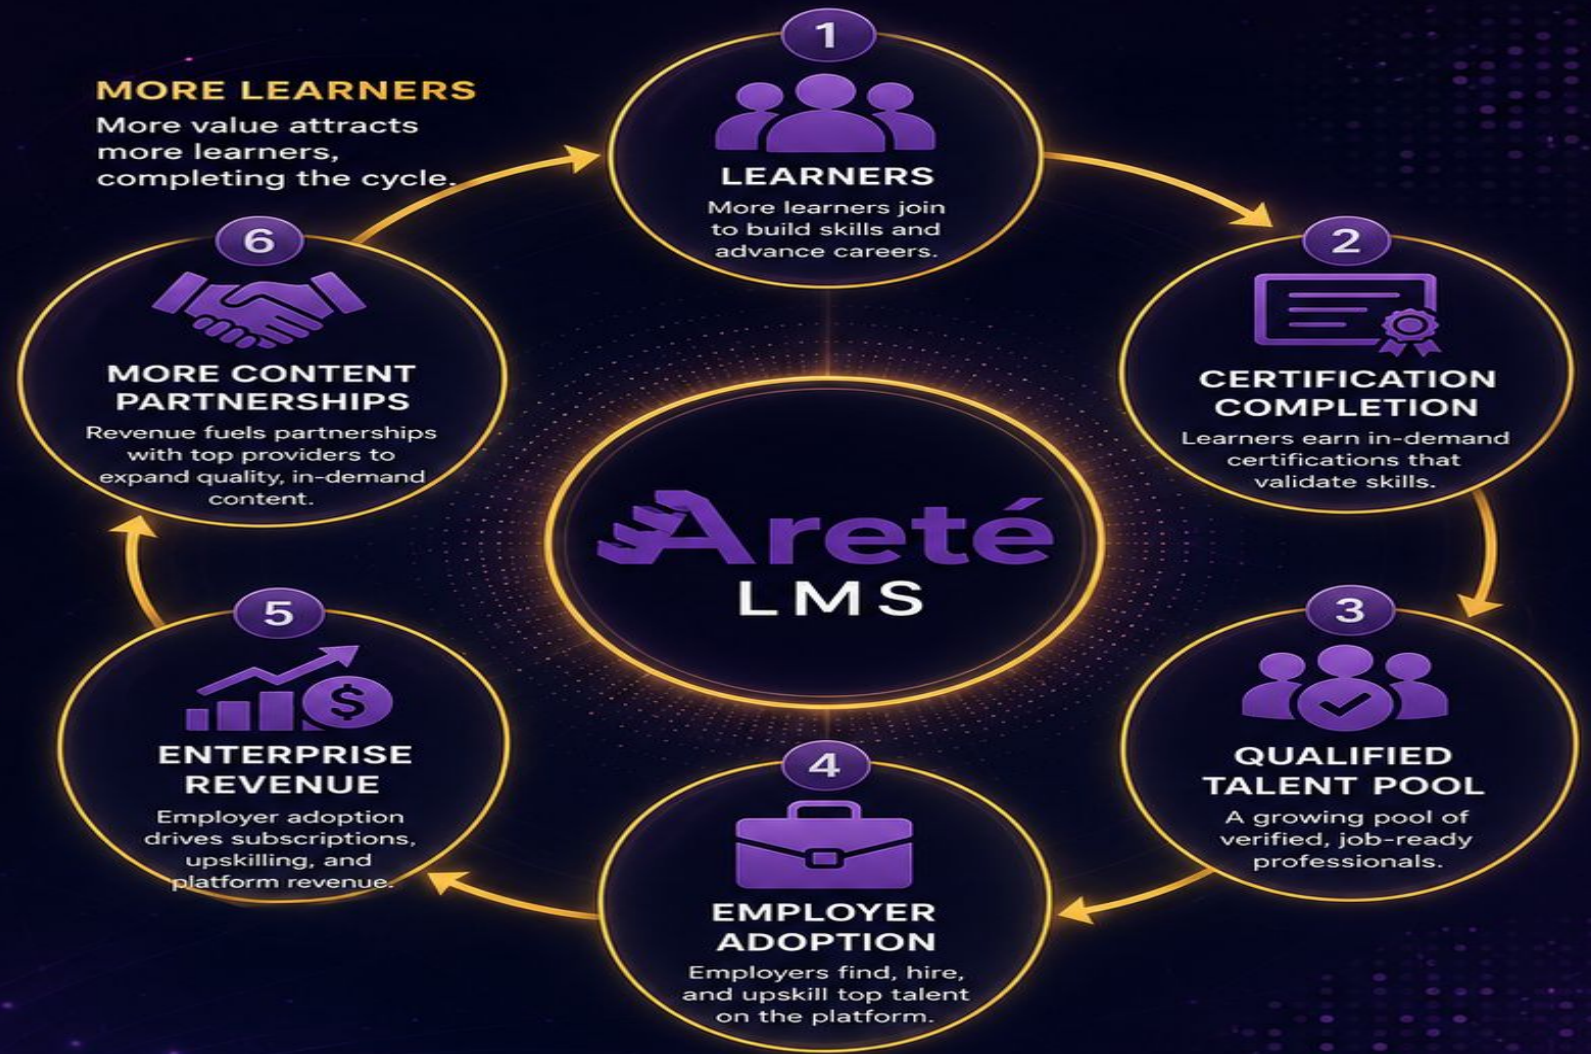 1
LEARNERS
More learners join
to build skills and
advance careers.
2
CERTIFICATION
COMPLETION
Learners earn in-demand
certifications that
validate skills.
3
QUALIFIED
TALENT POOL
A growing pool of
verified, job-ready
professionals.
4
EMPLOYER
ADOPTION
Employers find, hire,
and upskill top talent
on the platform.
5
ENTERPRISE
REVENUE
Employer adoption
drives subscriptions,
upskilling, and
platform revenue.
6
MORE CONTENT
PARTNERSHIPS
Revenue fuels partnerships
with top providers to
expand quality, in-demand
content.
MORE LEARNERS
More value attracts
more learners,
completing the cycle.
Areté
LMS
$